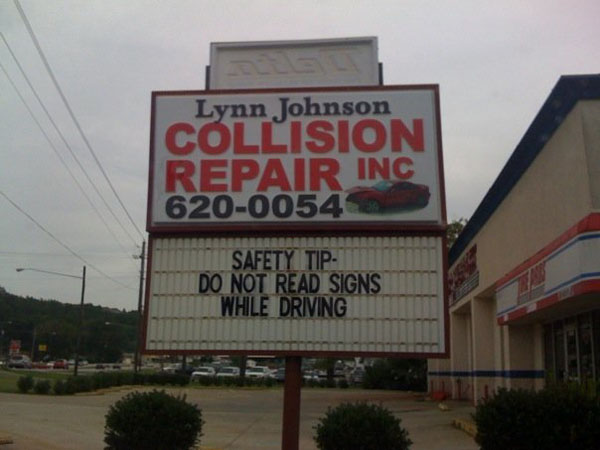 Lynn Johnson
COLLISION
REPAIR INC
620-0054
SAFETY TIP-
DO NOT READ SIGNS
WHILE DRIVING